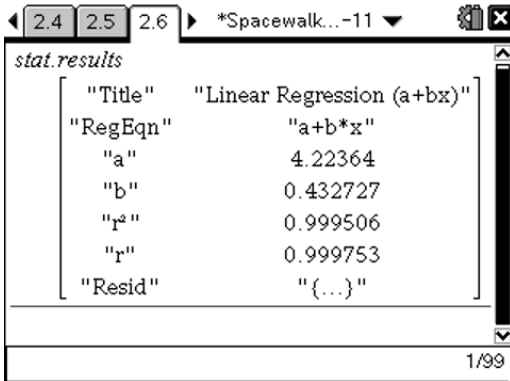 2.4 2.5 2.6 *Spacewalk...-11
stat.results
"Title" "Linear Regression (a+bx)"
"RegEqn" "a+b*x"
"a" 4.22364
"b" 0.432727
"r²" 0.999506
"r" 0.999753
"Resid" "{...}"
1/99